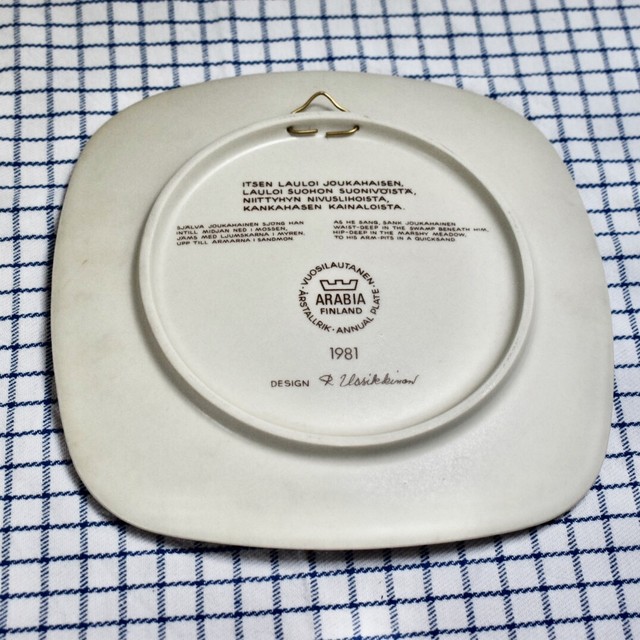 ITSEN LAULOI JOUKAHAISEN,
LAULOI SUOHON SUONIVÖISTÄ,
NIITTYHYN NIVUSLIHOISTA,
KANKAHASEN KAINALOISTA.
SJÄLVA JOUKAHAINEN SJÖNG HAN
INTILL MIDJAN NED I MOSSEN,
JÄMS MED LJUMSKARNA I MYREN,
UPP TILL ARMARNA I SANDMON.
AS HE SANG, SANK JOUKAHAINEN
WAIST-DEEP IN THE SWAMP BENEATH HIM,
HIP-DEEP IN THE MARSHY MEADOW,
TO HIS ARM-PITS IN A QUICKSAND.
VUOSILAUTANEN · ÅRSTALLRIK · ANNUAL PLATE
ARABIA
FINLAND
1981
DESIGN R. Uosikkinen